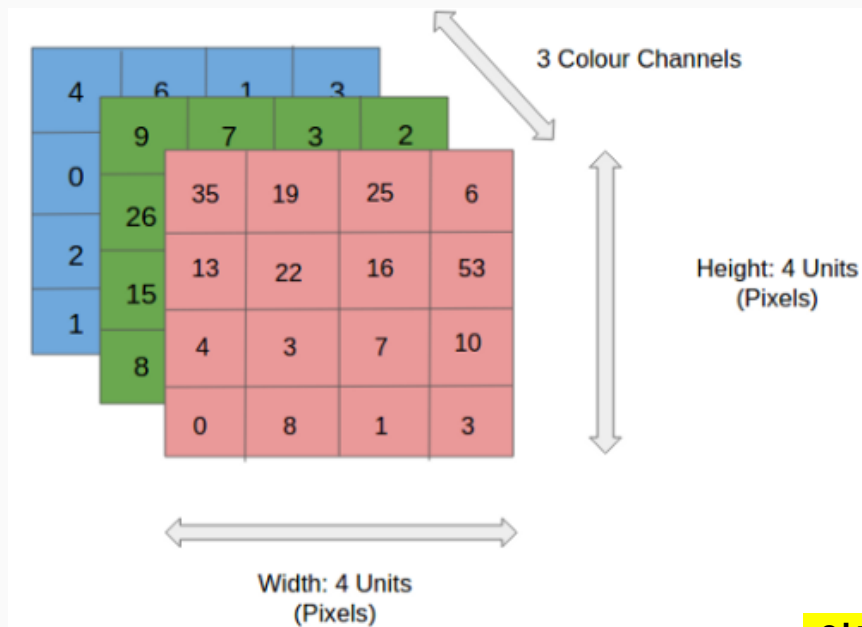 3 Colour Channels
4 6 1 3
9 7 3 2
0
35 19 25 6
26
13 22 16 53
2
15
Height: 4 Units
(Pixels)
4 3 7 10
1
8
0 8 1 3
Width: 4 Units
(Pixels)